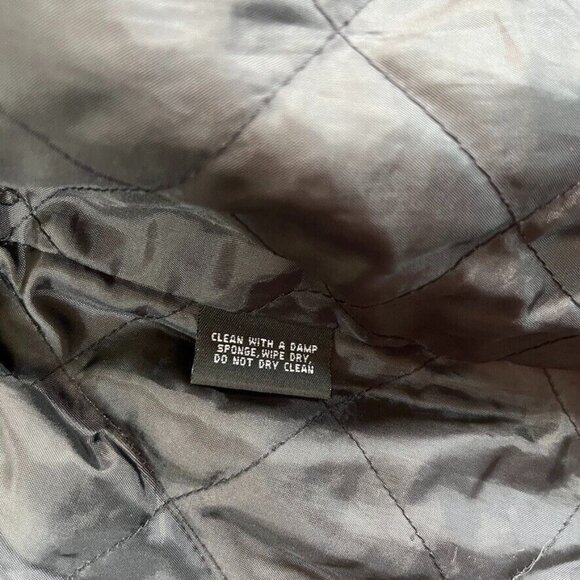 CLEAN WITH A DAMP
SPONGE, WIPE DRY,
DO NOT DRY CLEAN